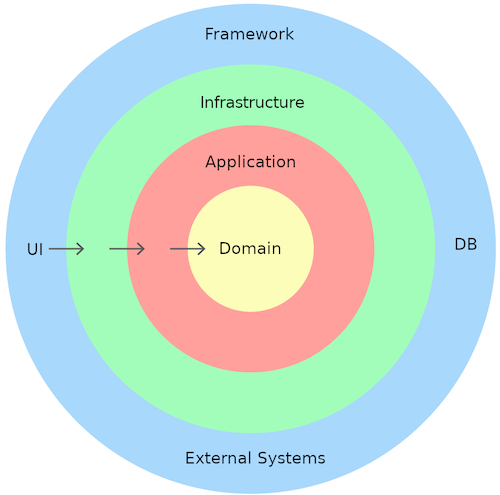 Framework
Infrastructure
Application
UI
Domain
DB
External Systems